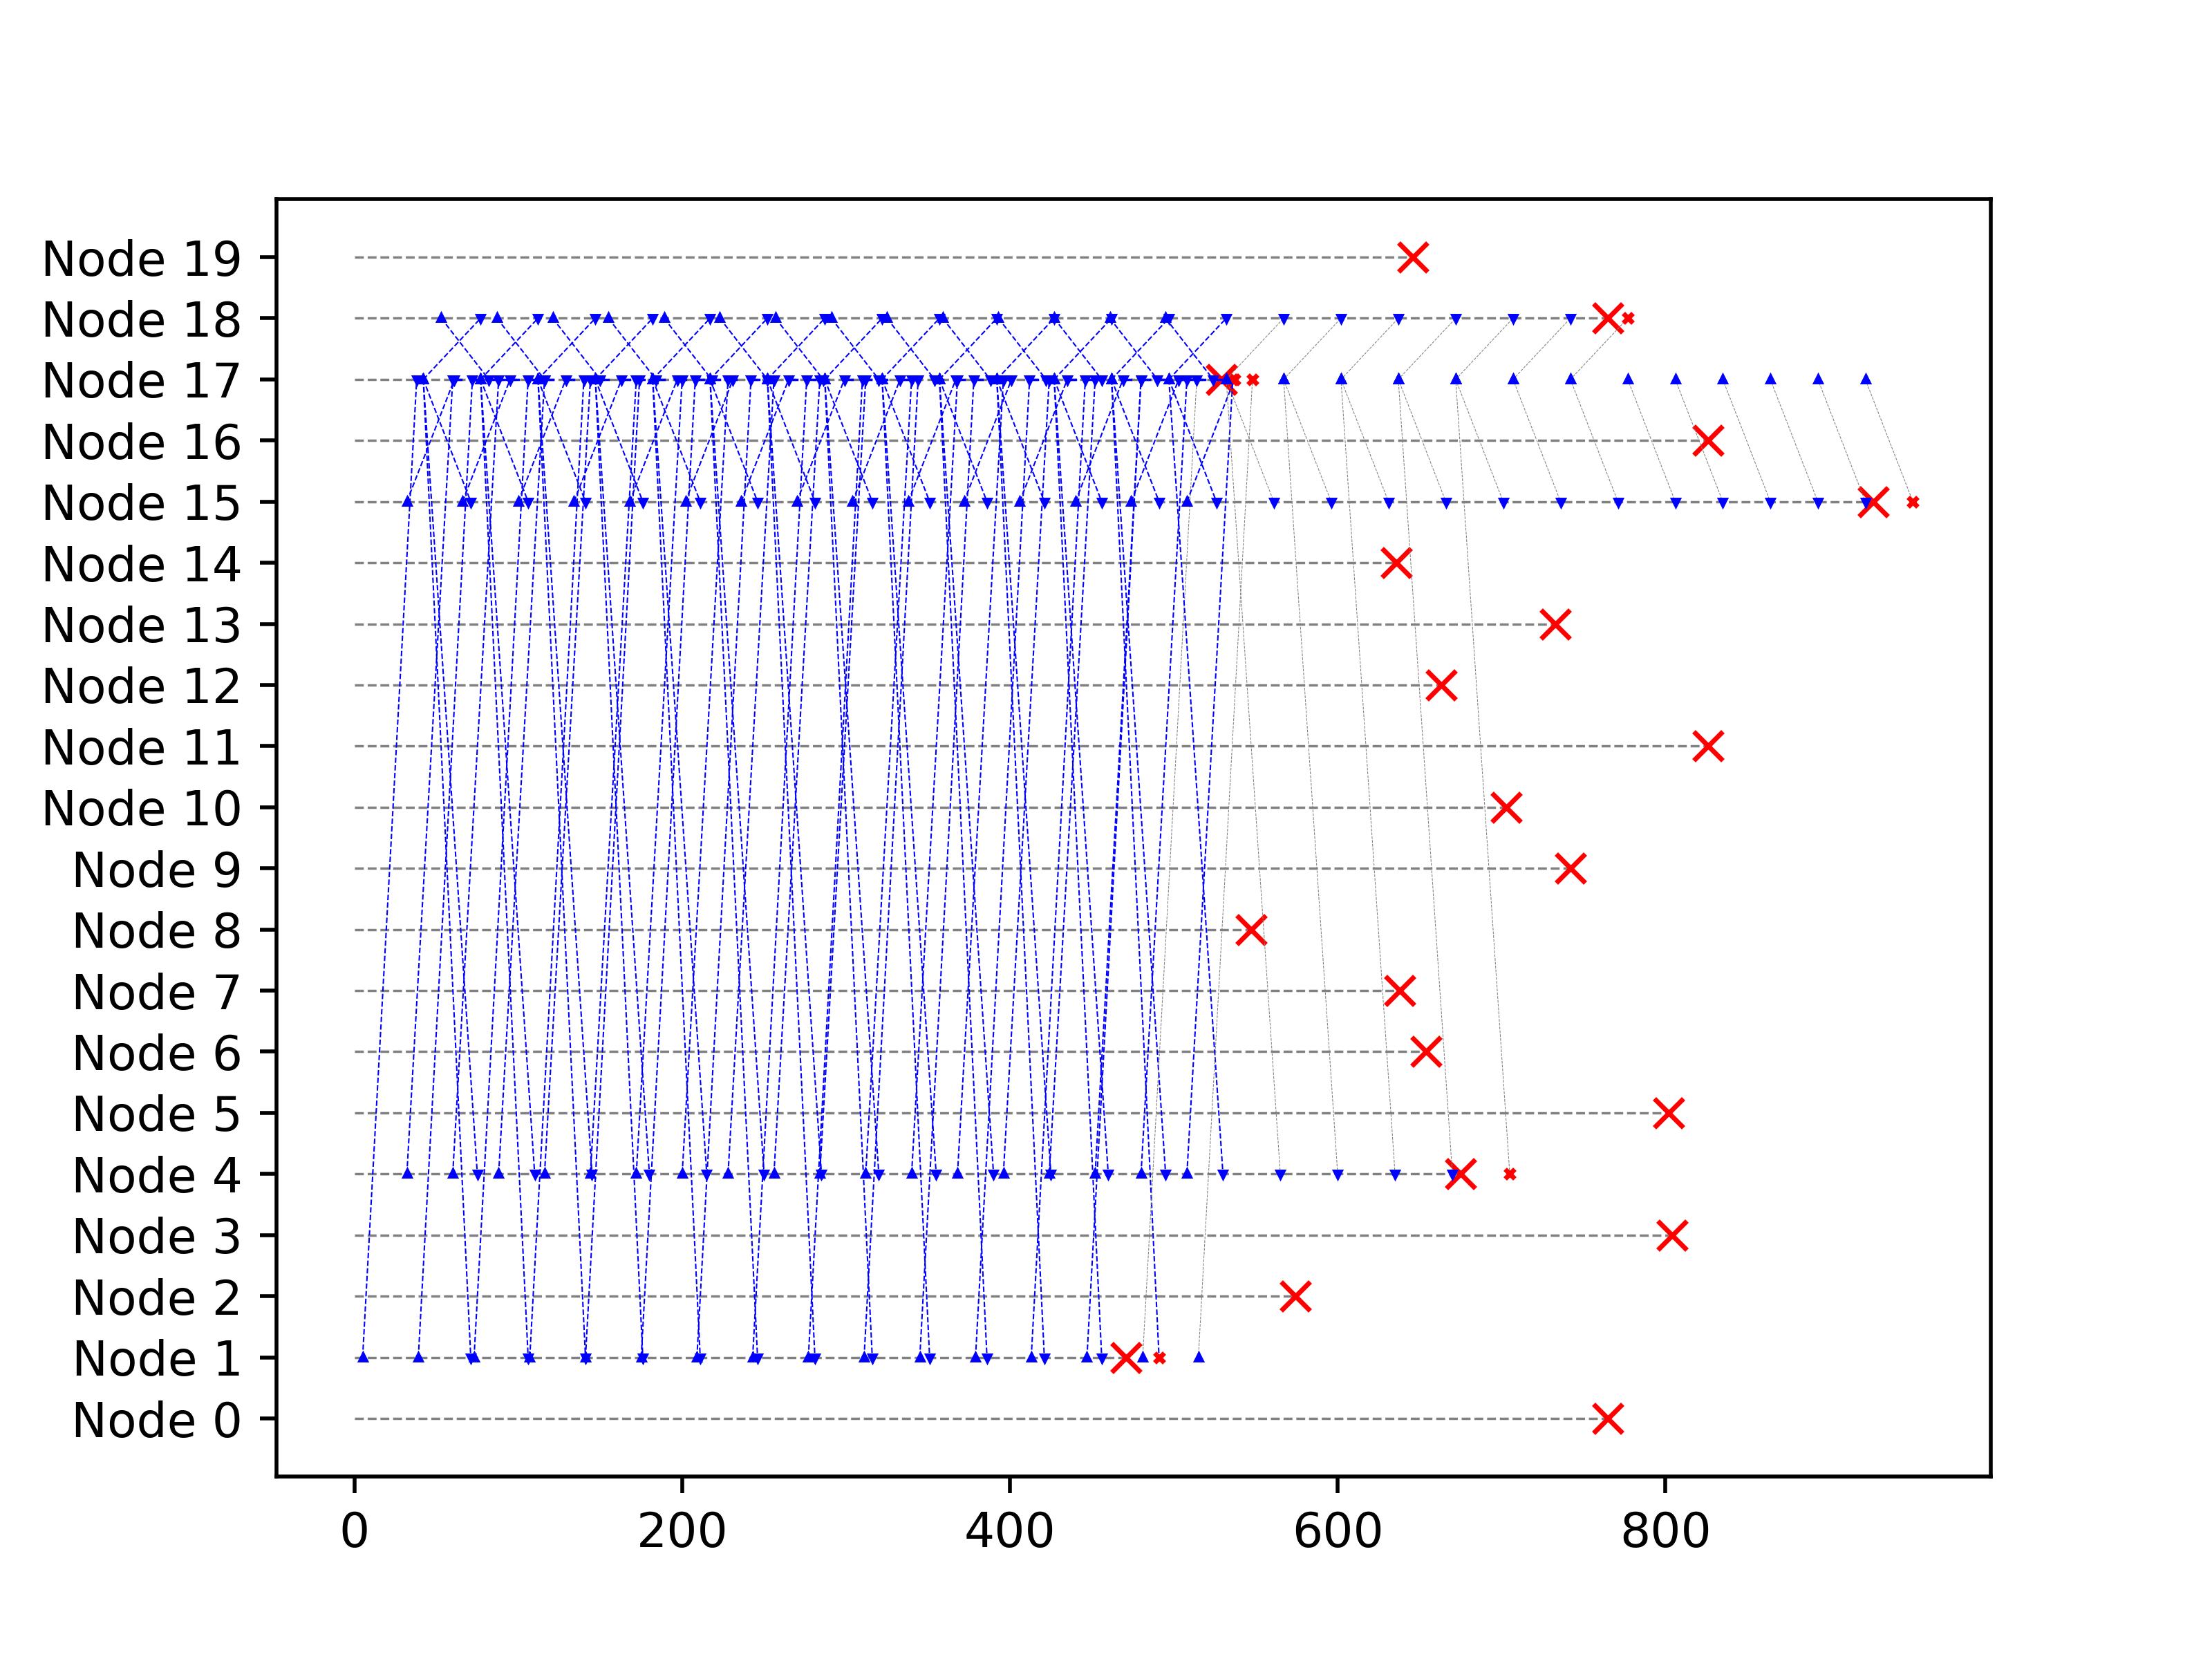 Node 19
Node 18
Node 17
Node 16
Node 15
Node 14
Node 13
Node 12
Node 11
Node 10
Node 9
Node 8
Node 7
Node 6
Node 5
Node 4
Node 3
Node 2
Node 1
Node 0
0 200 400 600 800